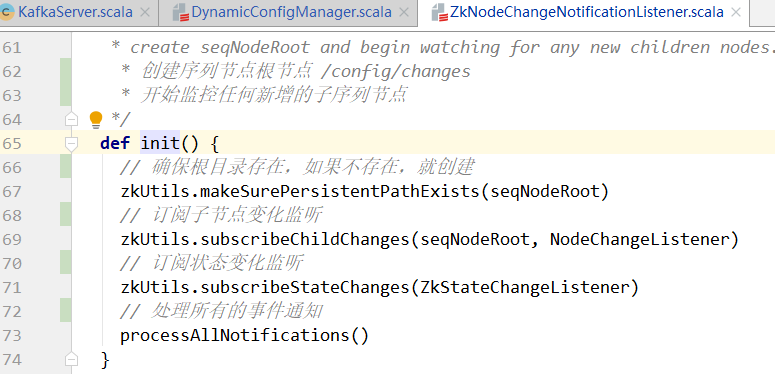 KafkaServer.scala × DynamicConfigManager.scala × ZkNodeChangeNotificationListener.scala ×
61 * create seqNodeRoot and begin watching for any new children nodes.
62 * 创建序列节点根节点 /config/changes
63 * 开始监控任何新增的子序列节点
64 */
65 def init() {
66 // 确保根目录存在，如果不存在，就创建
67 zkUtils.makeSurePersistentPathExists(seqNodeRoot)
68 // 订阅子节点变化监听
69 zkUtils.subscribeChildChanges(seqNodeRoot, NodeChangeListener)
70 // 订阅状态变化监听
71 zkUtils.subscribeStateChanges(ZkStateChangeListener)
72 // 处理所有的事件通知
73 processAllNotifications()
74 }